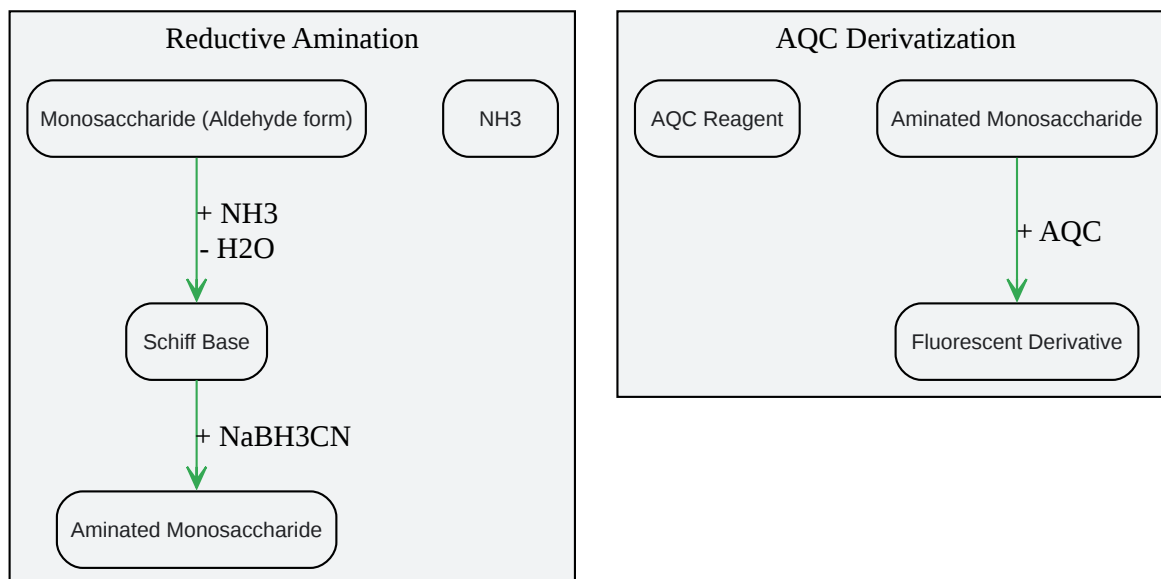 Reductive Amination
Monosaccharide (Aldehyde form)
NH3
+ NH3
- H2O
Schiff Base
+ NaBH3CN
Aminated Monosaccharide
AQC Derivatization
AQC Reagent
Aminated Monosaccharide
+ AQC
Fluorescent Derivative